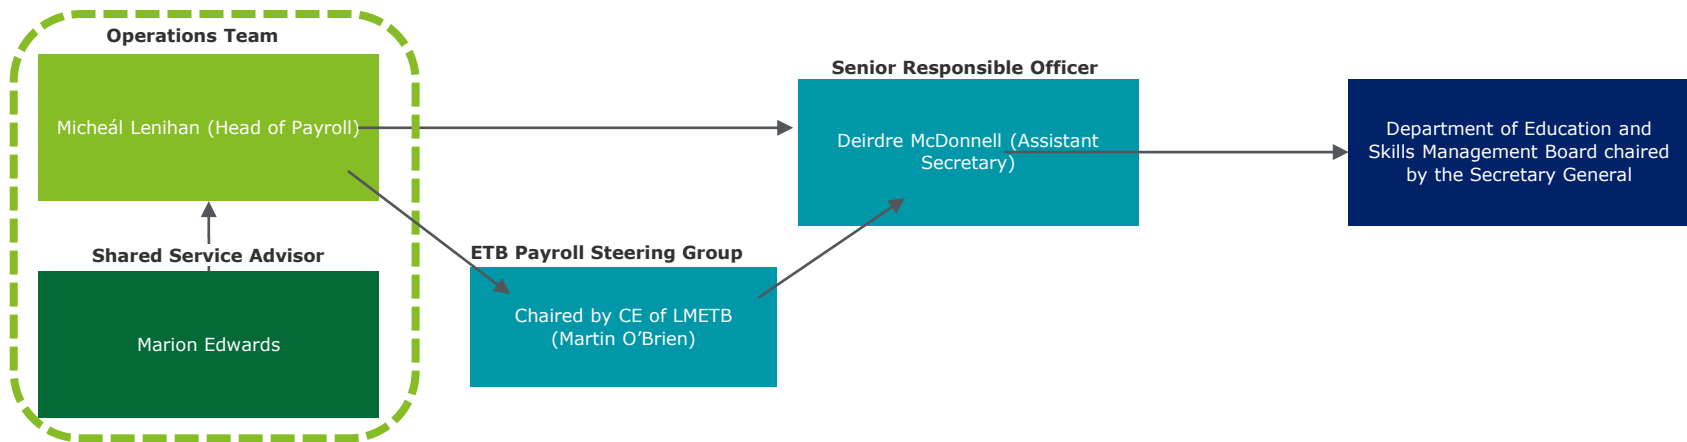 Operations Team
Micheál Lenihan (Head of Payroll)
Shared Service Advisor
Marion Edwards
ETB Payroll Steering Group
Chaired by CE of LMETB
(Martin O’Brien)
Senior Responsible Officer
Deirdre McDonnell (Assistant
Secretary)
Department of Education and
Skills Management Board chaired
by the Secretary General